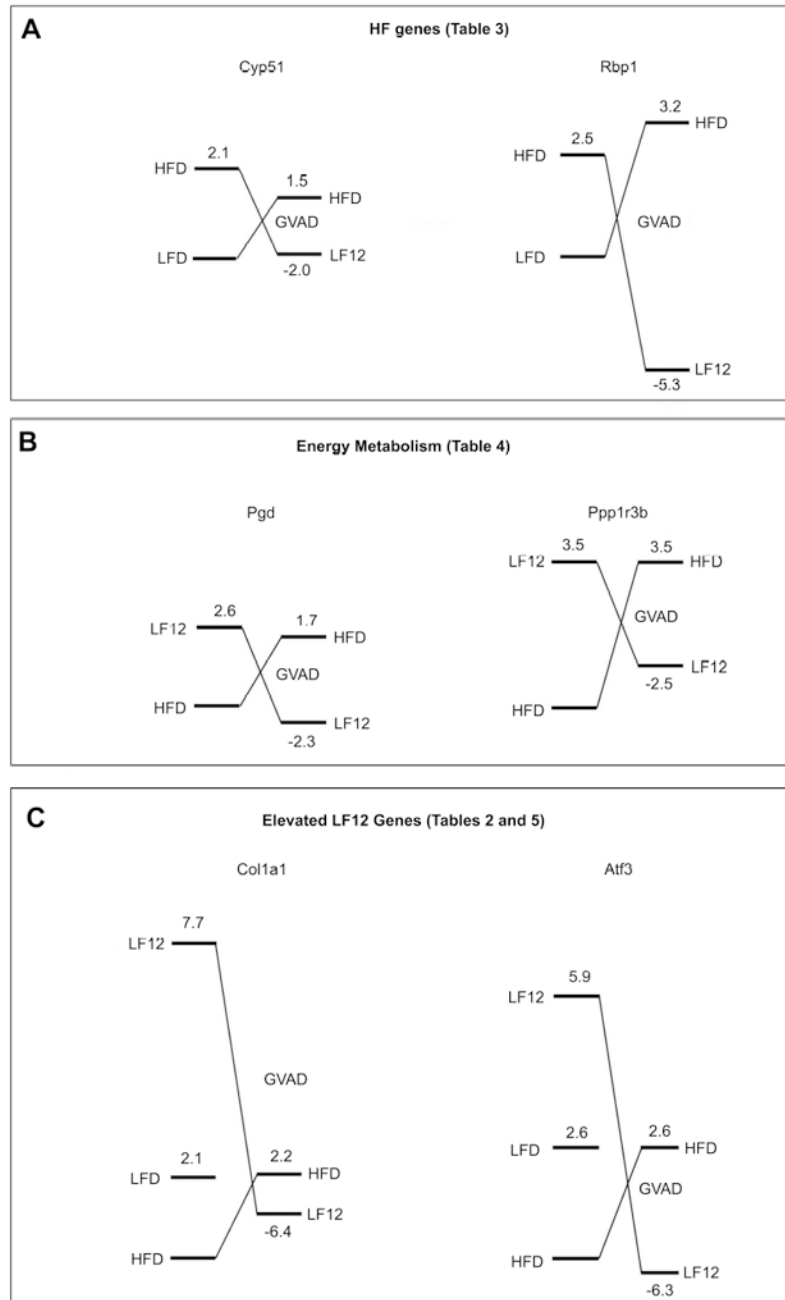 A
HF genes (Table 3)
Cyp51
Rbp1
HFD
2.1
1.5
HFD
GVAD
LFD
LF12
-2.0
HFD
2.5
3.2
HFD
GVAD
LFD
LF12
-5.3
B
Energy Metabolism (Table 4)
Pgd
Ppp1r3b
LF12
2.6
1.7
HFD
GVAD
HFD
LF12
-2.3
LF12
3.5
3.5
HFD
GVAD
LF12
-2.5
HFD
C
Elevated LF12 Genes (Tables 2 and 5)
Col1a1
Atf3
LF12
7.7
GVAD
LFD
2.1
2.2
HFD
LF12
-6.4
HFD
LF12
5.9
LFD
2.6
2.6
HFD
GVAD
HFD
LF12
-6.3